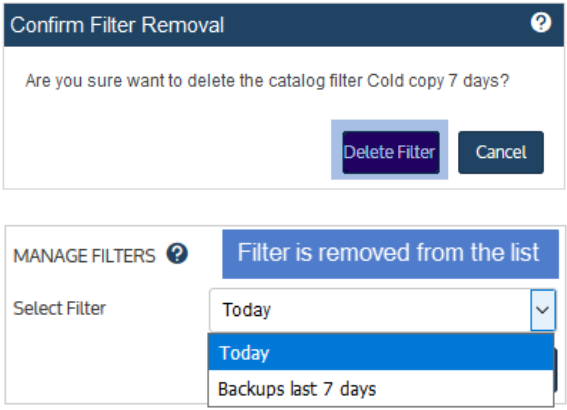 Confirm Filter Removal ?
Are you sure want to delete the catalog filter Cold copy 7 days?
Delete Filter Cancel
MANAGE FILTERS ? Filter is removed from the list
Select Filter Today
Today
Backups last 7 days